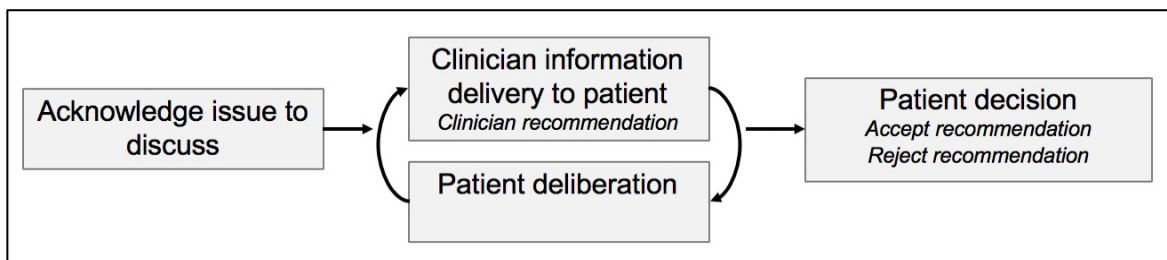 Acknowledge issue to
discuss
Clinician information
delivery to patient
Clinician recommendation
Patient deliberation
Patient decision
Accept recommendation
Reject recommendation